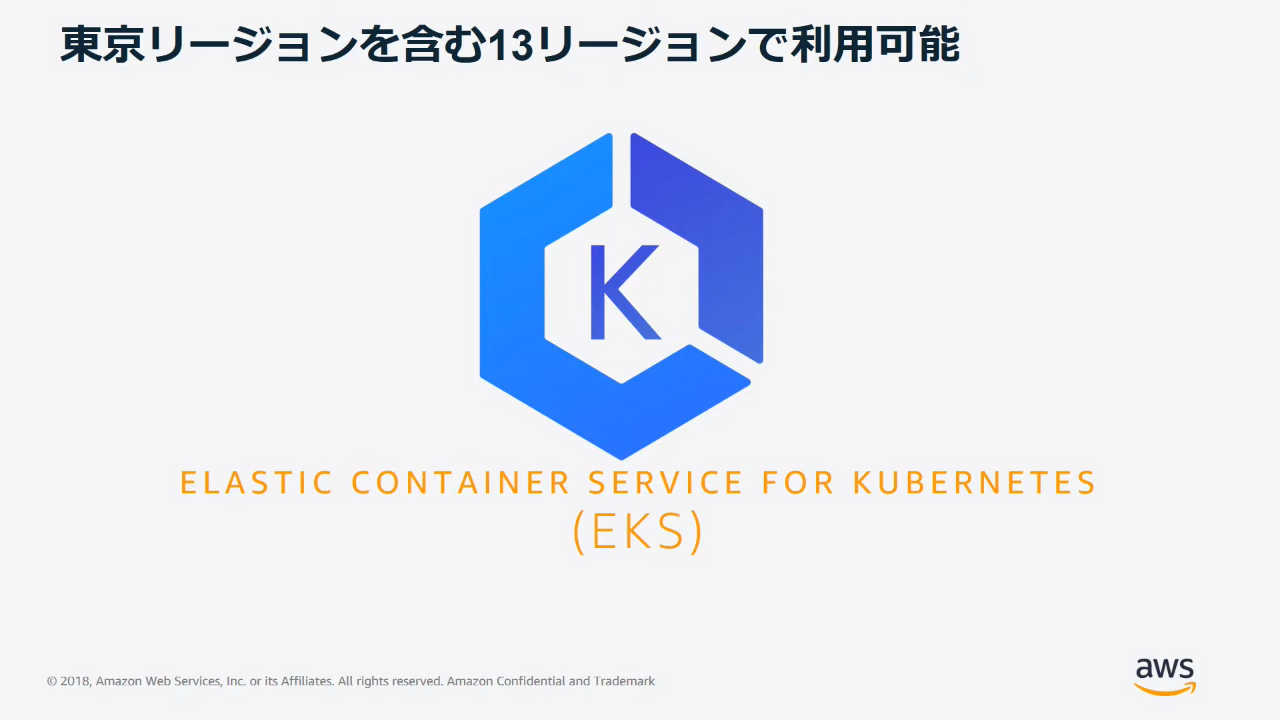 東京リージョンを含む13リージョンで利用可能
K
ELASTIC CONTAINER SERVICE FOR KUBERNETES
(EKS)
© 2018, Amazon Web Services, Inc. or its Affiliates. All rights reserved. Amazon Confidential and Trademark
aws